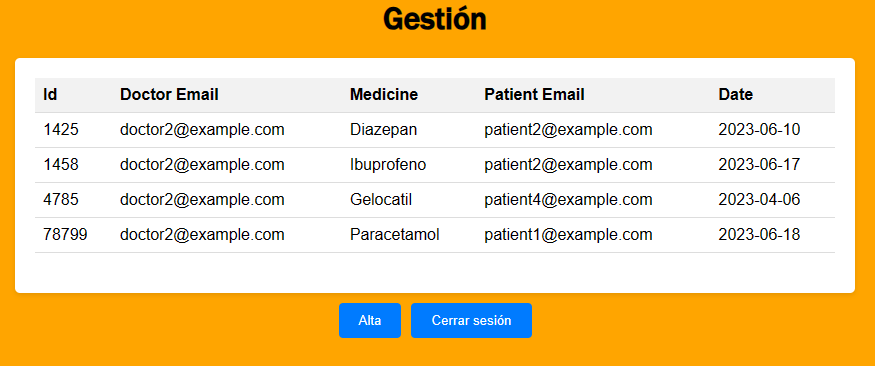 Gestión
Id Doctor Email Medicine Patient Email Date
1425 doctor2@example.com Diazepan patient2@example.com 2023-06-10
1458 doctor2@example.com Ibuprofeno patient2@example.com 2023-06-17
4785 doctor2@example.com Gelocatil patient4@example.com 2023-04-06
78799 doctor2@example.com Paracetamol patient1@example.com 2023-06-18
Alta Cerrar sesión